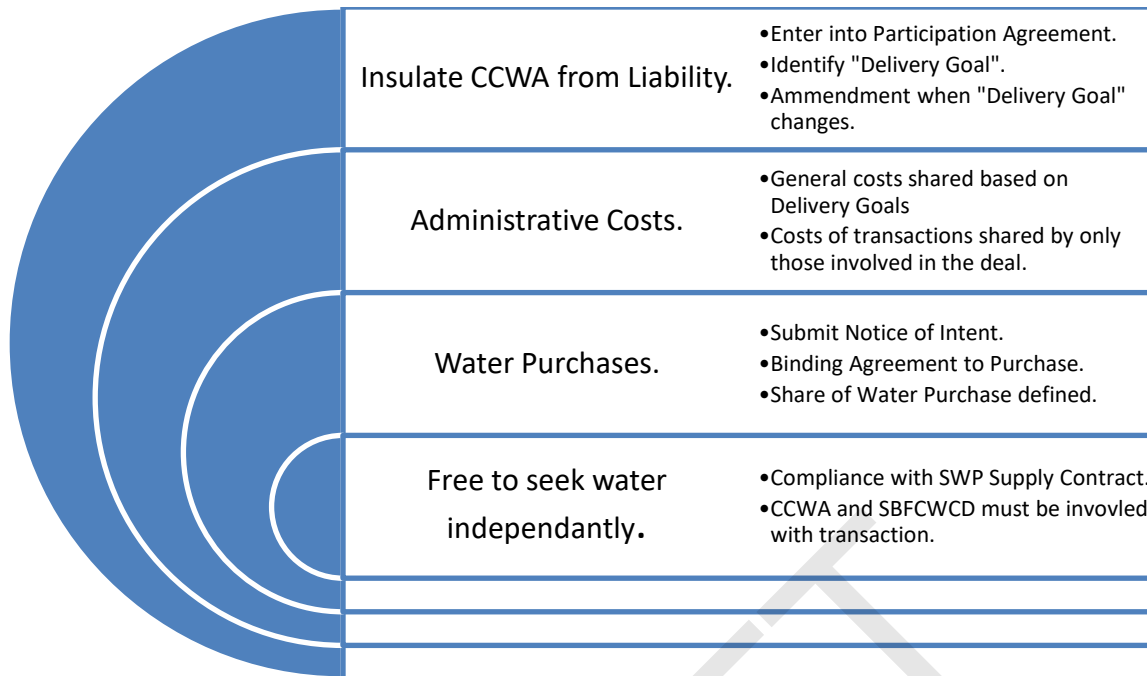 Insulate CCWA from Liability.
•Enter into Participation Agreement.
•Identify "Delivery Goal".
•Ammendment when "Delivery Goal"
changes.
Administrative Costs.
•General costs shared based on
Delivery Goals
•Costs of transactions shared by only
those involved in the deal.
Water Purchases.
•Submit Notice of Intent.
•Binding Agreement to Purchase.
•Share of Water Purchase defined.
Free to seek water
independantly.
•Compliance with SWP Supply Contract.
•CCWA and SBFCWCD must be invovled
with transaction.